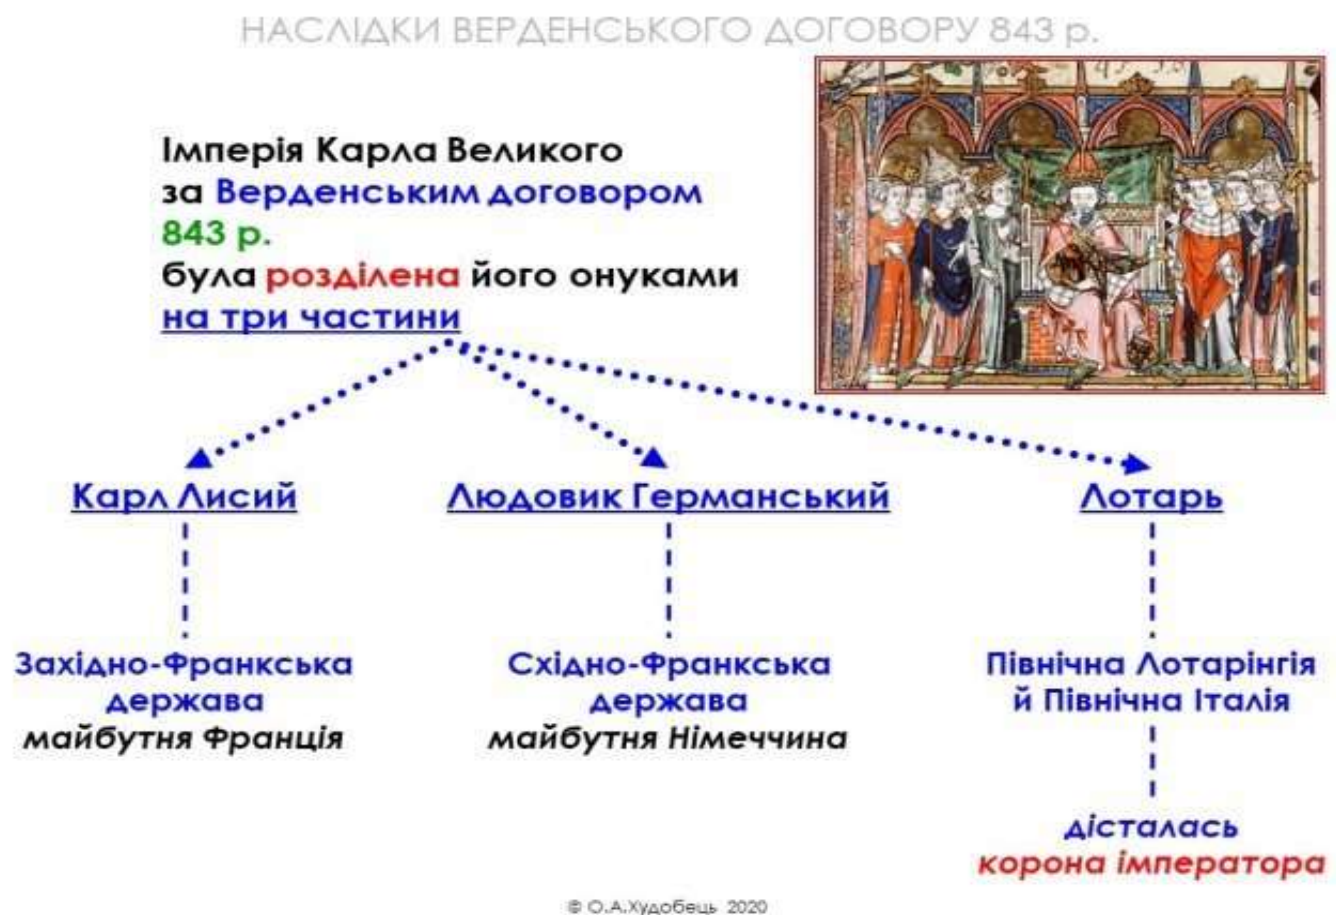 НАСЛІДКИ ВЕРДЕНСЬКОГО ДОГОВОРУ 843 р.
Імперія Карла Великого
за Верденським договором
843 р.
була розділена його онуками
на три частини
Карл Лисий
Людовик Германський
Лотарь
Західно-Франкська
держава
майбутня Франція
Східно-Франкська
держава
майбутня Німеччина
Північна Лотарінгія
й Північна Італія
дісталась
корона імператора
© О.А.Худобець 2020